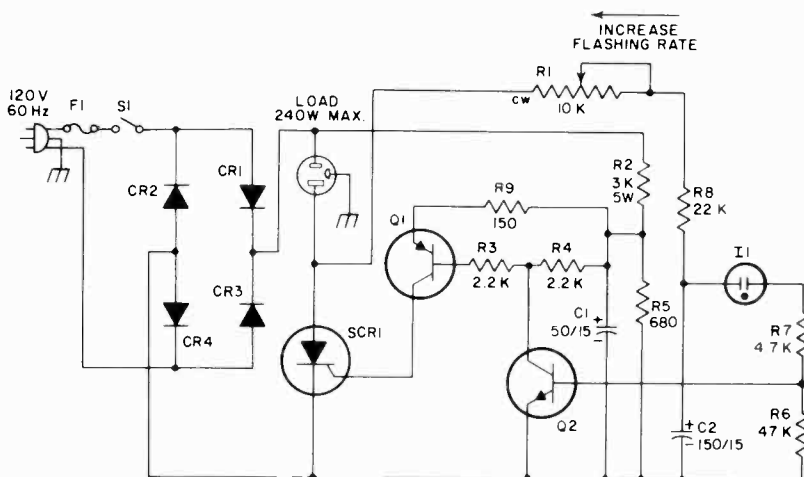 INCREASE
FLASHING RATE
R1
CW
10 K
120 V
60 Hz
F1
S1
LOAD
240W MAX.
CR2
CR1
R2
3 K
5W
R8
22 K
R9
150
Q1
R3
2.2 K
R4
2.2 K
I1
CR4
CR3
SCR1
C1
+
50/15
-
R5
680
R7
4.7 K
Q2
+
C2
-
150/15
R6
47 K